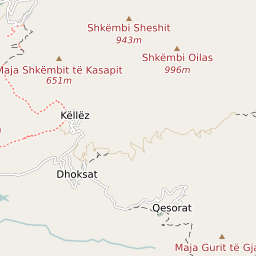 Shkëmbi Sheshit
943m
Shkëmbi Oilas
996m
Maja Shkëmbit të Kasapit
651m
Këllëz
Dhoksat
Qesorat
Maja Gurit të Gja